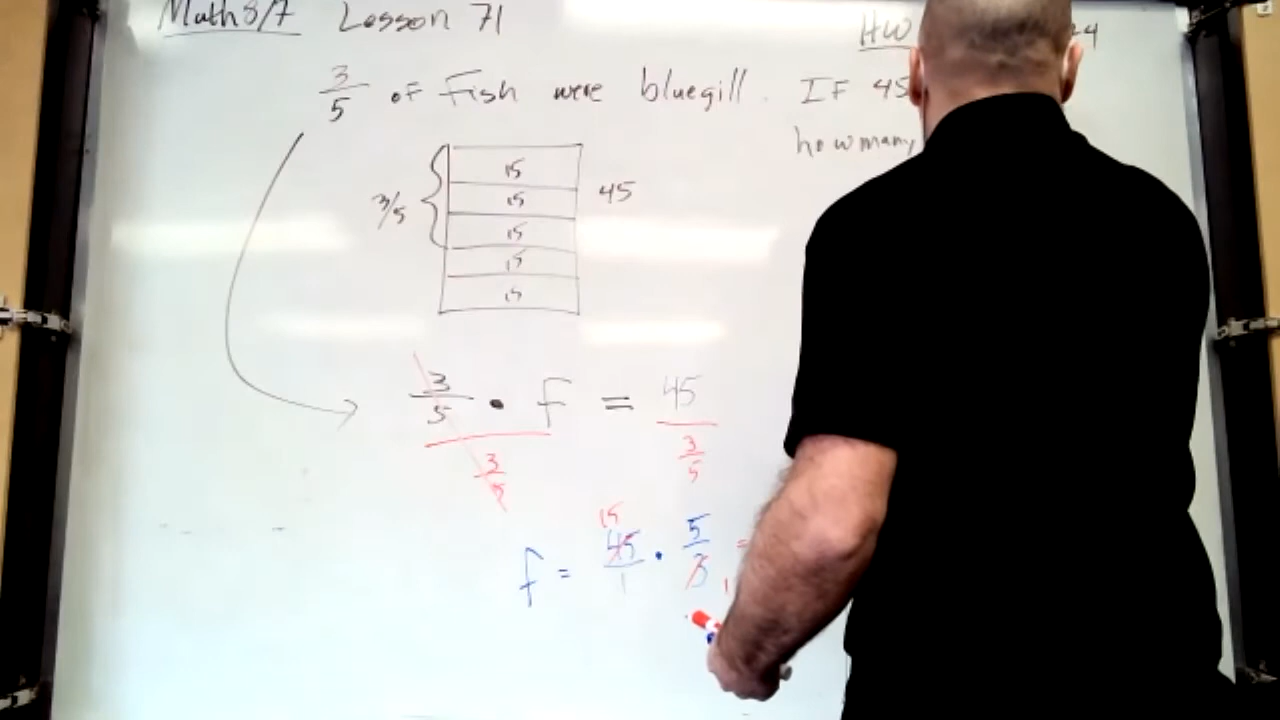 Math 8/7 Lesson 71 HW 4
3/5 of Fish were bluegill. IF 45
how many
15
3/5 15 45
15
15
15
3/5 • f = 45
3/5 3/5
15
f = 45/1 • 5/3 =
1